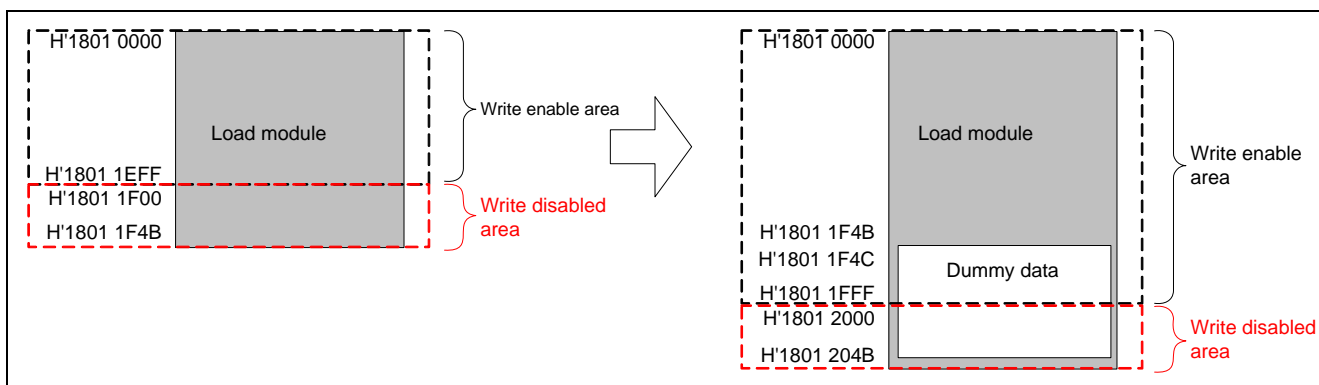 H'1801 0000
Load module
Write enable area
H'1801 1EFF
H'1801 1F00
Write disabled
area
H'1801 1F4B
H'1801 0000
Load module
Write enable
area
H'1801 1F4B
H'1801 1F4C
Dummy data
H'1801 1FFF
H'1801 2000
Write disabled
area
H'1801 204B